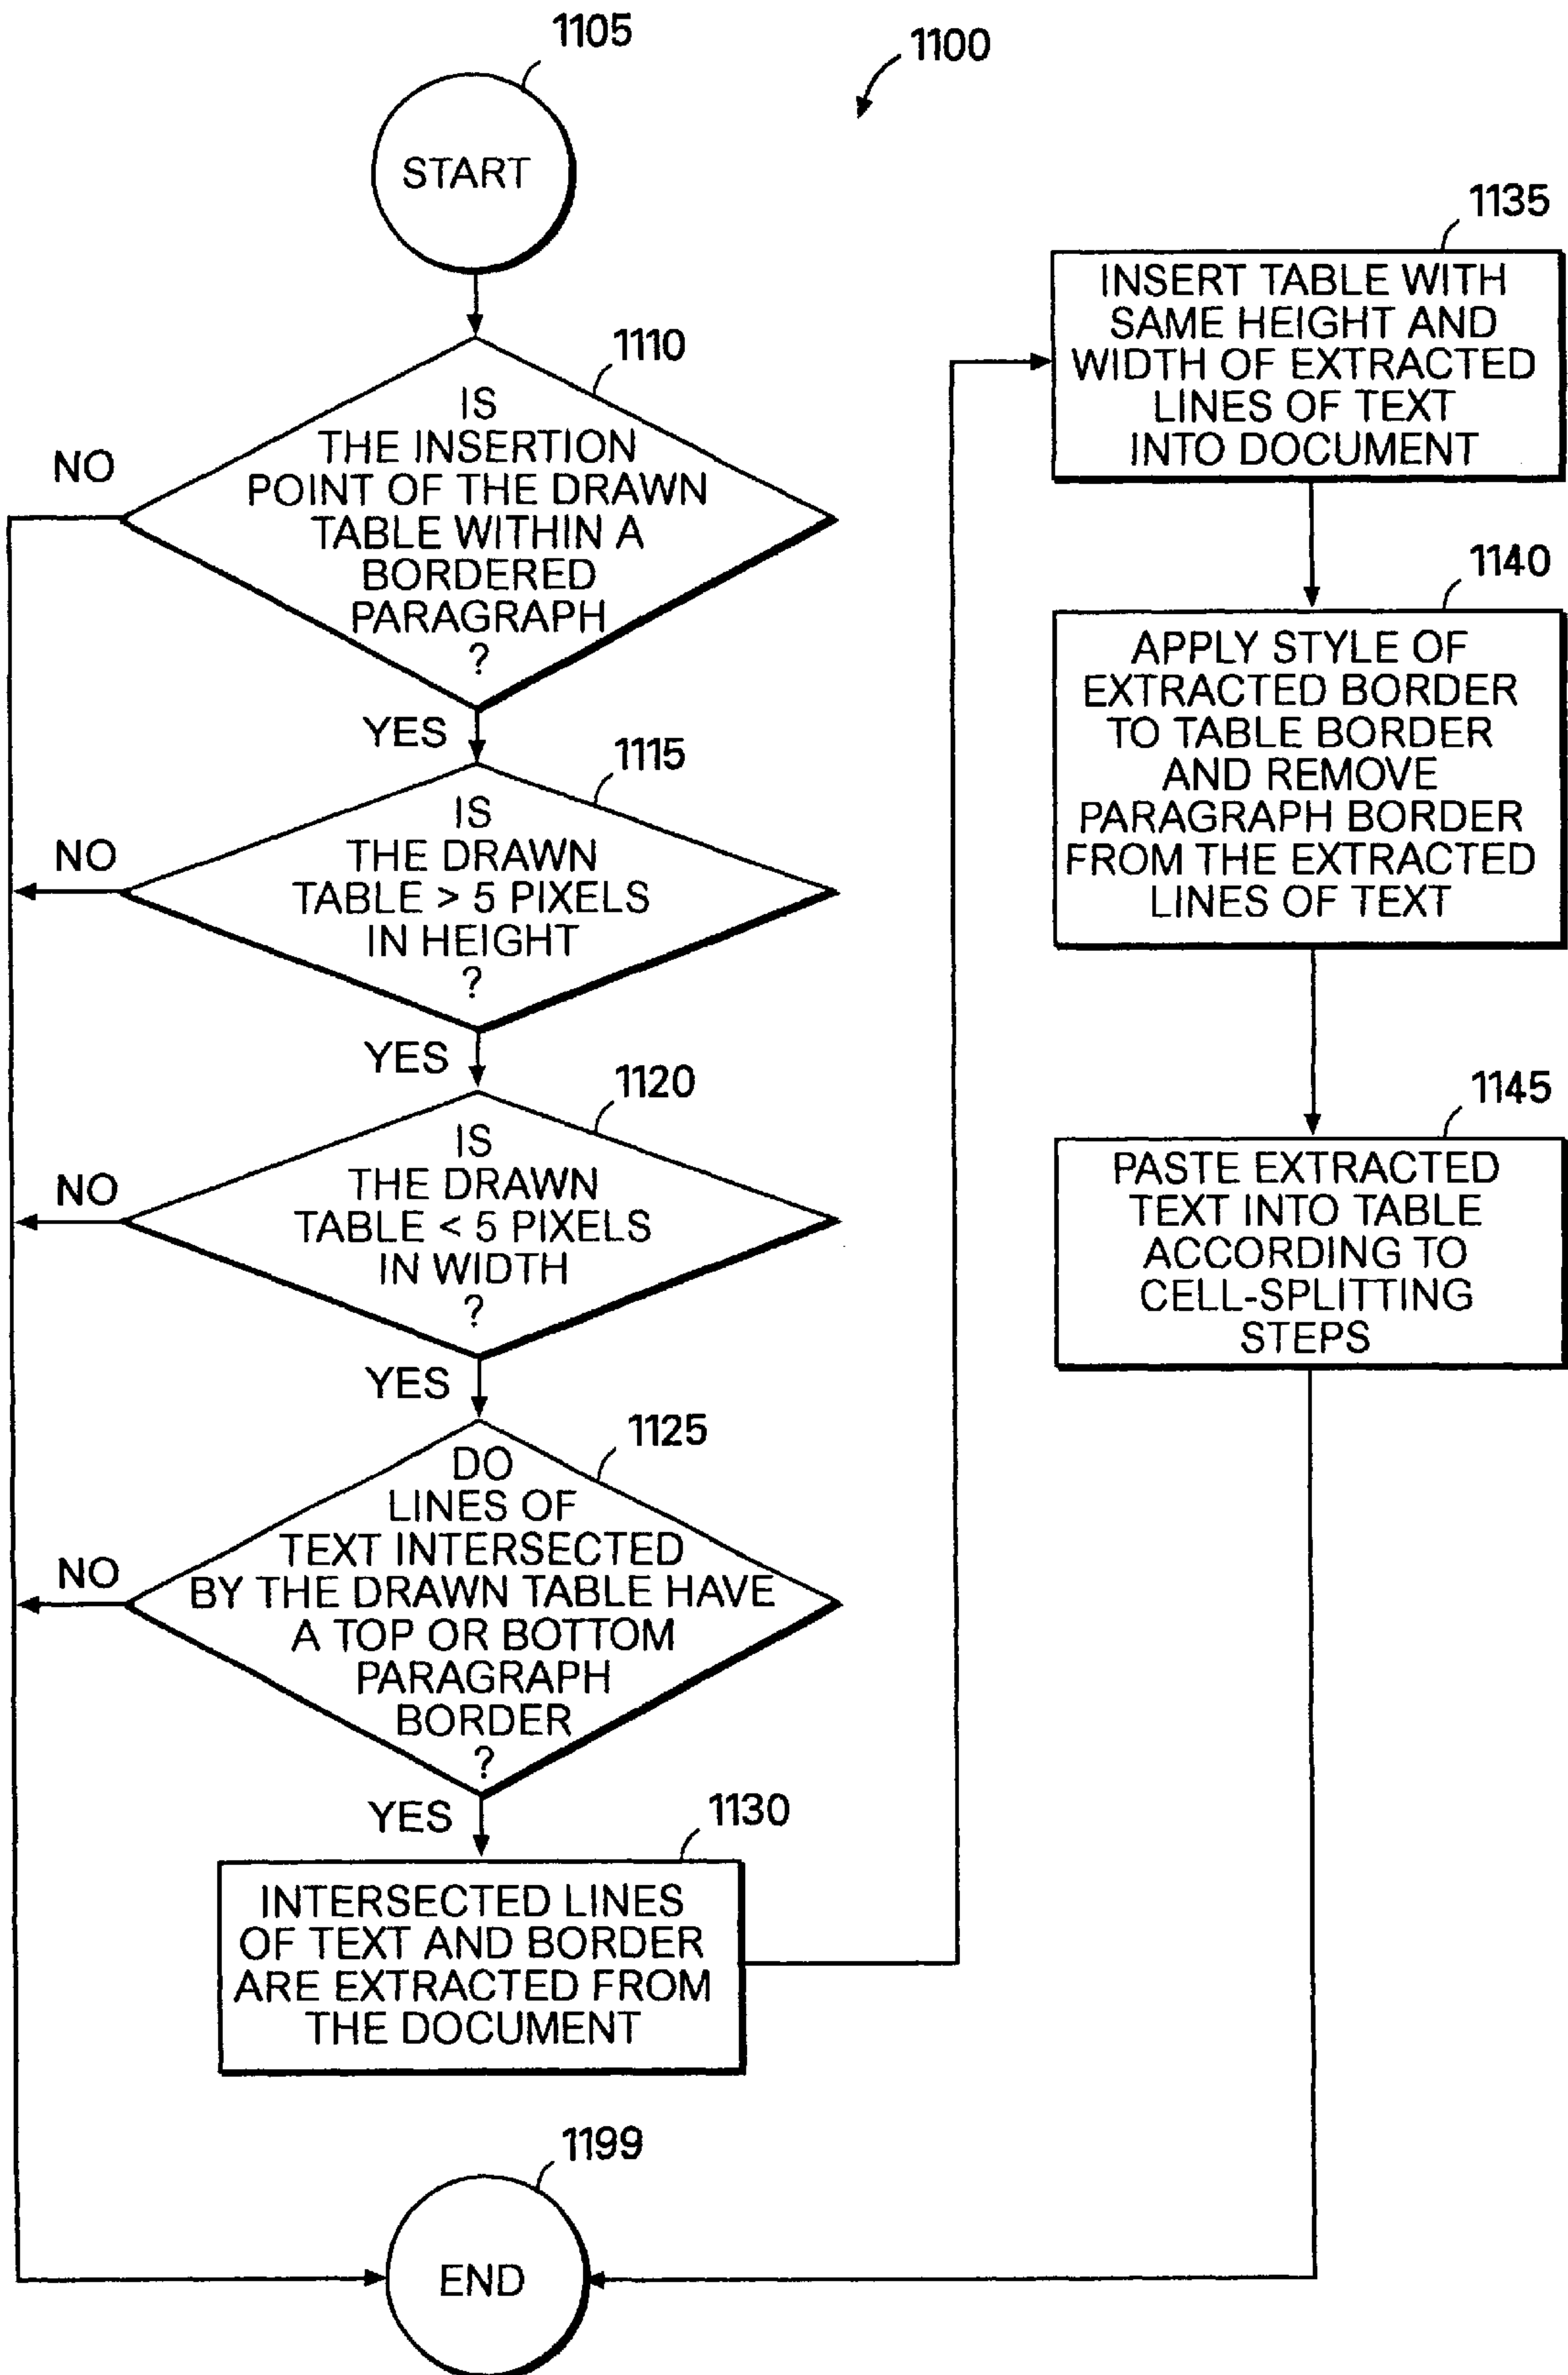 1105
1100
START
1110
IS
THE INSERTION
POINT OF THE DRAWN
TABLE WITHIN A
BORDERED
PARAGRAPH
?
NO
YES
1115
IS
THE DRAWN
TABLE > 5 PIXELS
IN HEIGHT
?
NO
YES
1120
IS
THE DRAWN
TABLE < 5 PIXELS
IN WIDTH
?
NO
YES
1125
DO
LINES OF
TEXT INTERSECTED
BY THE DRAWN TABLE HAVE
A TOP OR BOTTOM
PARAGRAPH
BORDER
?
NO
YES
1130
INTERSECTED LINES
OF TEXT AND BORDER
ARE EXTRACTED FROM
THE DOCUMENT
1135
INSERT TABLE WITH
SAME HEIGHT AND
WIDTH OF EXTRACTED
LINES OF TEXT
INTO DOCUMENT
1140
APPLY STYLE OF
EXTRACTED BORDER
TO TABLE BORDER
AND REMOVE
PARAGRAPH BORDER
FROM THE EXTRACTED
LINES OF TEXT
1145
PASTE EXTRACTED
TEXT INTO TABLE
ACCORDING TO
CELL-SPLITTING
STEPS
1199
END